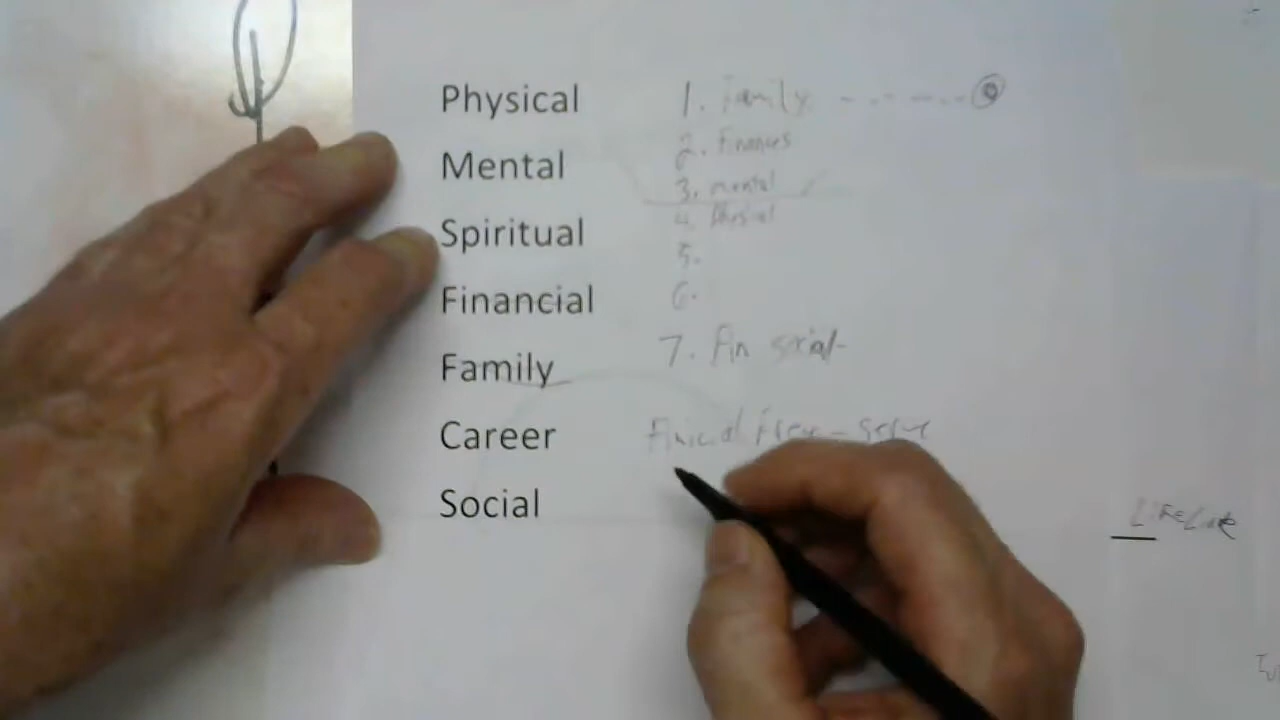 Physical
Mental
Spiritual
Financial
Family
Career
Social
1. Family
2. Finances
3. mental
4. Physical
5.
6.
7. social